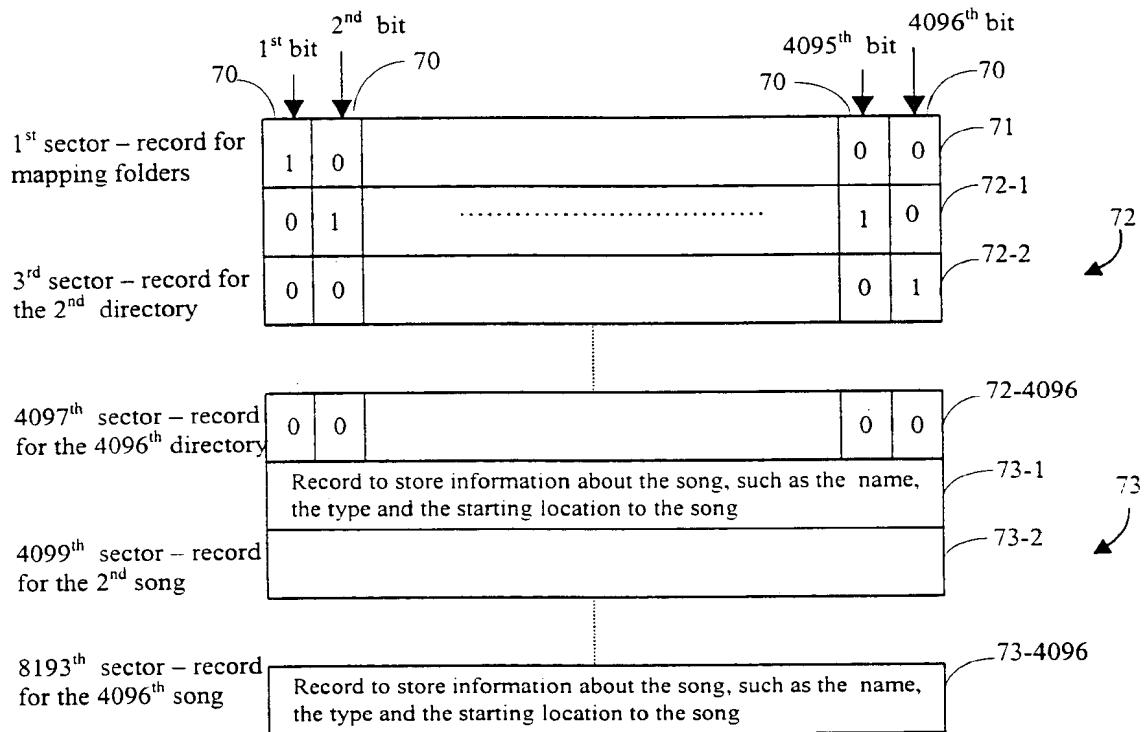 1st bit
2nd bit
4095th bit
4096th bit
70
70
70
70
1st sector – record for
mapping folders
1 0 0 0
71
0 1 ........................................ 1 0
72-1
72
3rd sector – record for
the 2nd directory
0 0 0 1
72-2
4097th sector – record
for the 4096th directory
0 0 0 0
72-4096
Record to store information about the song, such as the name,
the type and the starting location to the song
73-1
73
4099th sector – record
for the 2nd song
73-2
8193th sector – record
for the 4096th song
Record to store information about the song, such as the name,
the type and the starting location to the song
73-4096